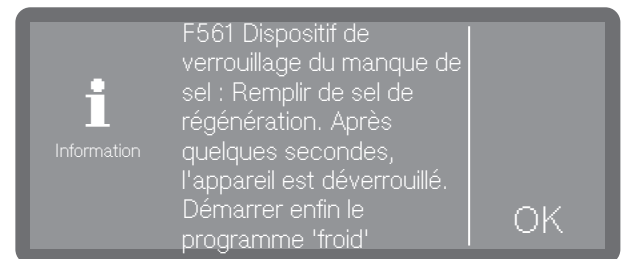 F561 Dispositif de
verrouillage du manque de
sel : Remplir de sel de
régénération. Après
quelques secondes,
l'appareil est déverrouillé.
Démarrer enfin le
programme 'froid'
Information
OK